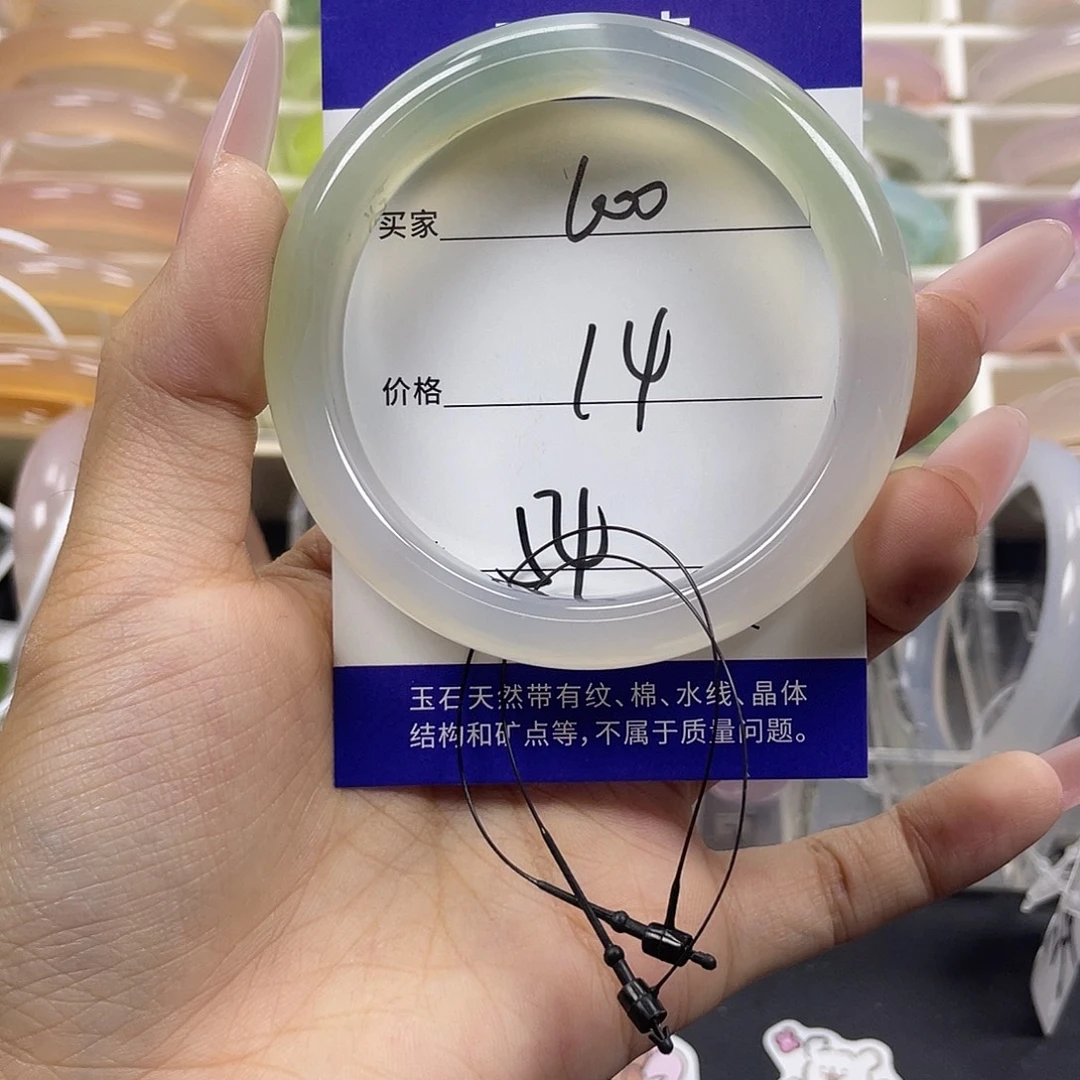 买家 600
价格 14
14
玉石天然带有纹、棉、水线、晶体
结构和矿点等,不属于质量问题。